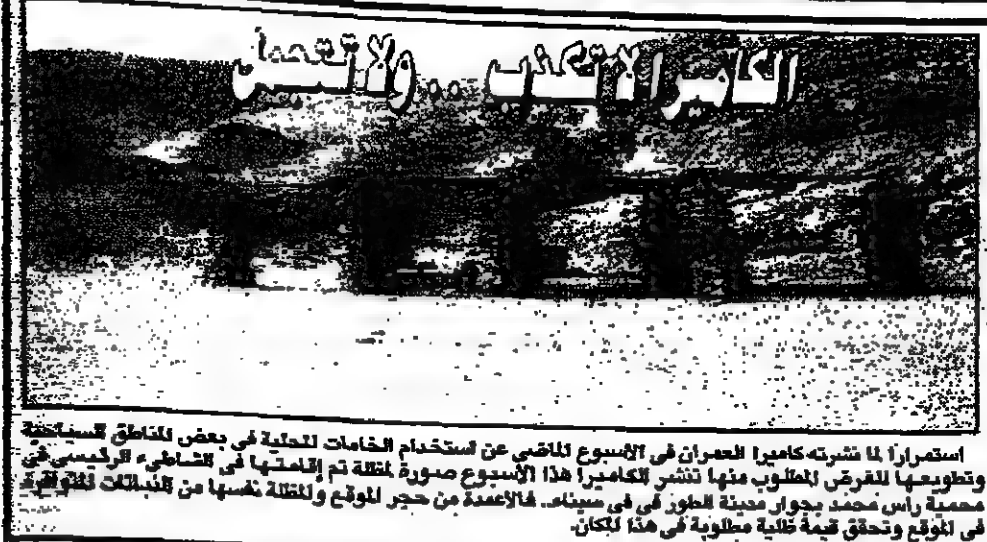 الكاميرا لا تكذب .. ولا تتجمل
استمرارا لما نشرته كاميرا العمران في الأسبوع الماضي عن استخدام الخامات المحلية في بعض المناطق السياحية
وتطويعها للغرض المطلوب منها تنشر الكاميرا هذا الأسبوع صورة لمظلة تم إقامتها في الشاطىء الرئيسي في
محمية راس محمد بجوار مدينة الطور في في سيناء. فالأعمدة من حجر الموقع والمظلة نفسها من النباتات المتوافرة
في الموقع وتحقق قيمة ظلية مطلوبة في هذا المكان.